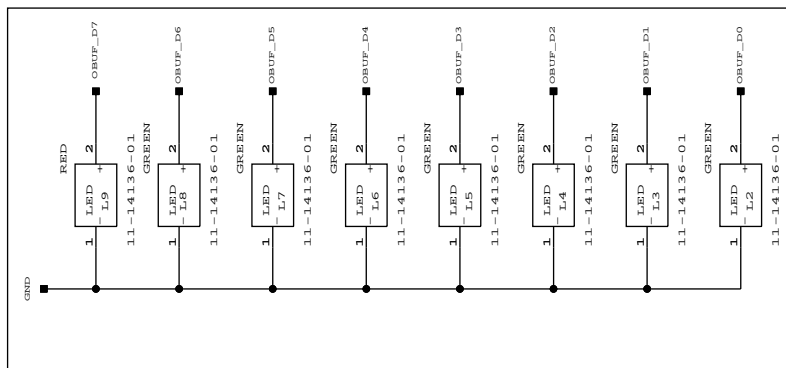 OBUF_D7
OBUF_D6
OBUF_D5
OBUF_D4
OBUF_D3
OBUF_D2
OBUF_D1
OBUF_D0
RED
2
+
LED
L9
-
1
11-14136-01
GREEN
2
+
LED
L8
-
1
11-14136-01
GREEN
2
+
LED
L7
-
1
11-14136-01
GREEN
2
+
LED
L6
-
1
11-14136-01
GREEN
2
+
LED
L5
-
1
11-14136-01
GREEN
2
+
LED
L4
-
1
11-14136-01
GREEN
2
+
LED
L3
-
1
11-14136-01
GREEN
2
+
LED
L2
-
1
11-14136-01
GND